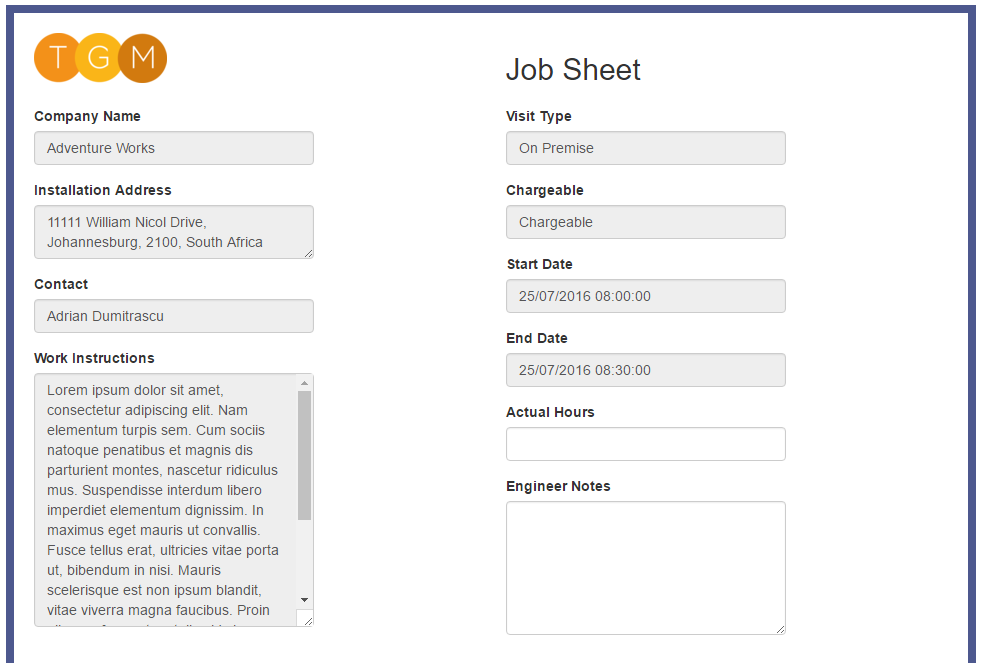 TGM
Job Sheet
Company Name
Adventure Works
Installation Address
11111 William Nicol Drive,
Johannesburg, 2100, South Africa
Contact
Adrian Dumitrascu
Work Instructions
Lorem ipsum dolor sit amet,
consectetur adipiscing elit. Nam
elementum turpis sem. Cum sociis
natoque penatibus et magnis dis
parturient montes, nascetur ridiculus
mus. Suspendisse interdum libero
imperdiet elementum dignissim. In
maximus eget mauris ut convallis.
Fusce tellus erat, ultricies vitae porta
ut, bibendum in nisi. Mauris
scelerisque est non ipsum blandit,
vitae viverra magna faucibus. Proin
Visit Type
On Premise
Chargeable
Chargeable
Start Date
25/07/2016 08:00:00
End Date
25/07/2016 08:30:00
Actual Hours
Engineer Notes